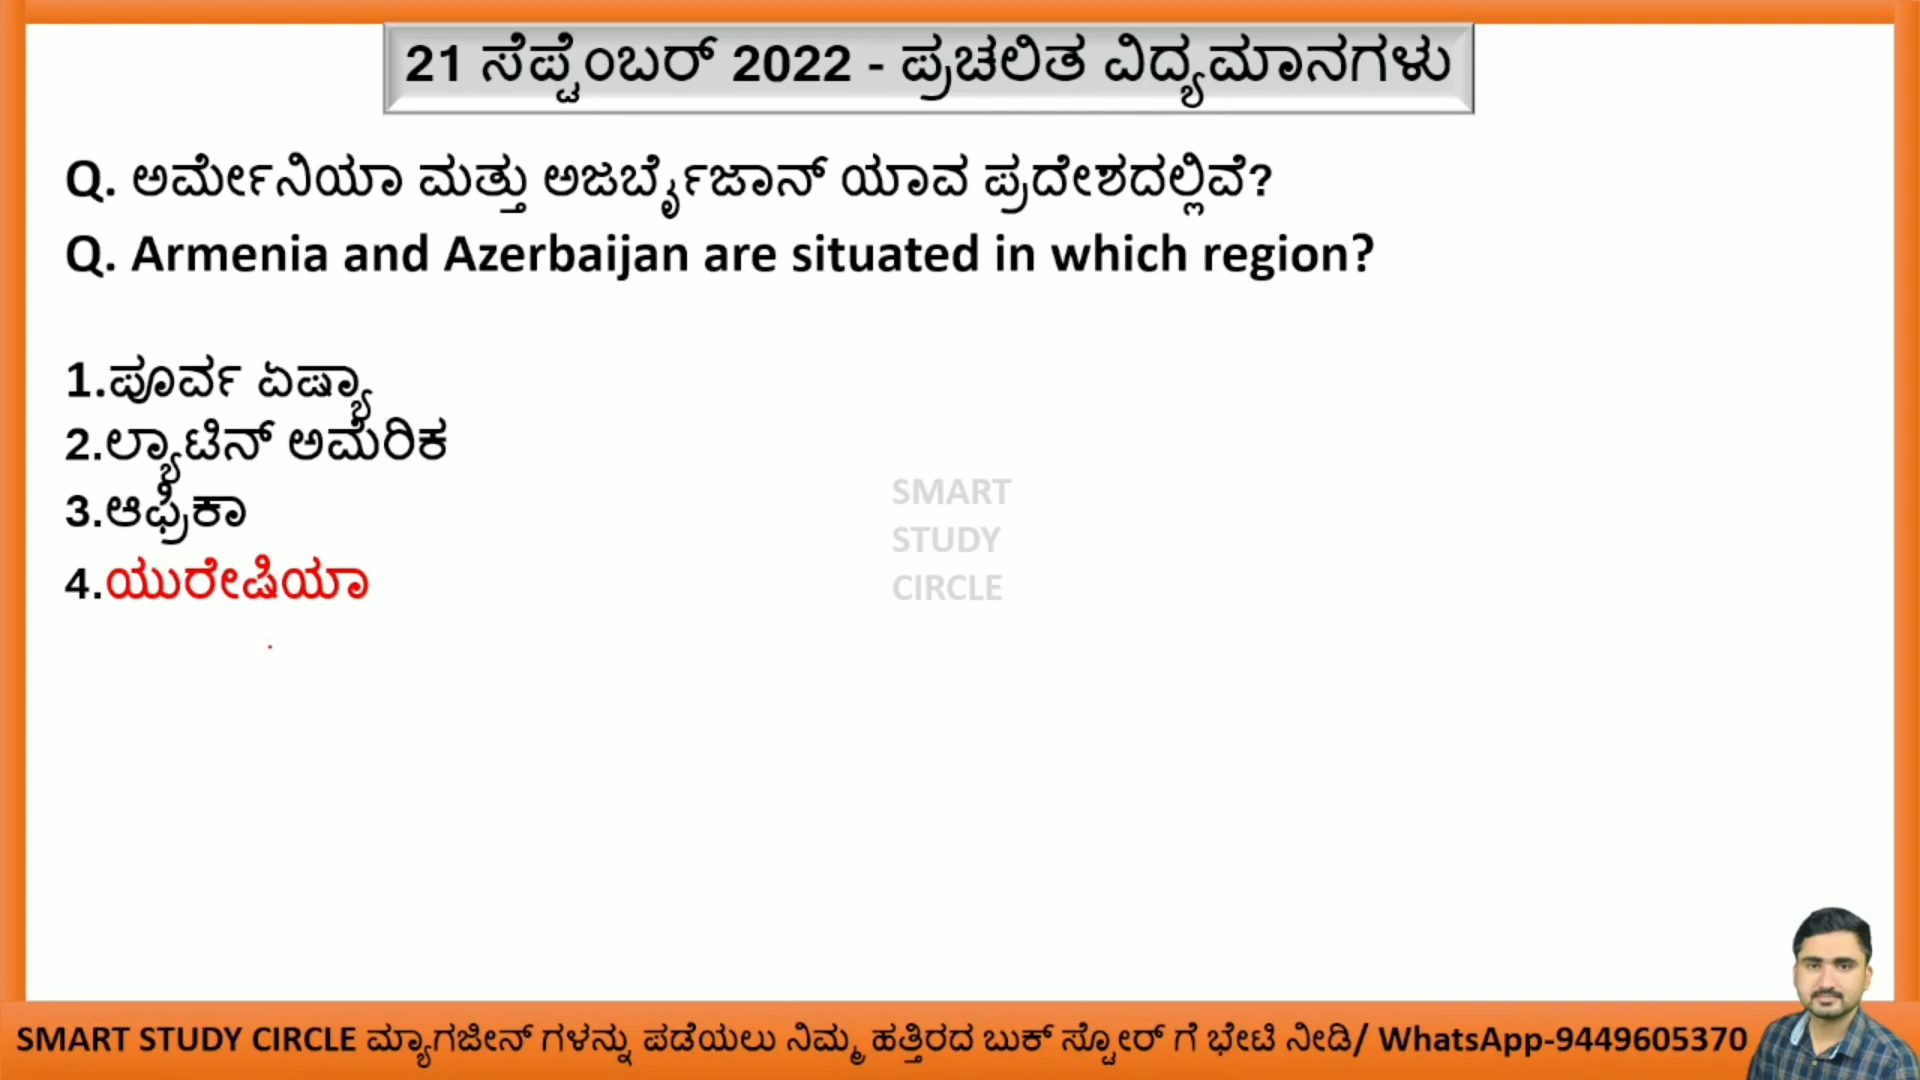 21 ಸೆಪ್ಟೆಂಬರ್ 2022 - ಪ್ರಚಲಿತ ವಿದ್ಯಮಾನಗಳು
Q. ಅರ್ಮೇನಿಯಾ ಮತ್ತು ಅಜರ್ಬೈಜಾನ್ ಯಾವ ಪ್ರದೇಶದಲ್ಲಿವೆ?
Q. Armenia and Azerbaijan are situated in which region?
1.ಪೂರ್ವ ಏಷ್ಯಾ
2.ಲ್ಯಾಟಿನ್ ಅಮೆರಿಕ
3.ಆಫ್ರಿಕಾ
4.ಯುರೇಷಿಯಾ
SMART
STUDY
CIRCLE
SMART STUDY CIRCLE ಮ್ಯಾಗಜೀನ್ ಗಳನ್ನು ಪಡೆಯಲು ನಿಮ್ಮ ಹತ್ತಿರದ ಬುಕ್ ಸ್ಟೋರ್ ಗೆ ಭೇಟಿ ನೀಡಿ/ WhatsApp-9449605370